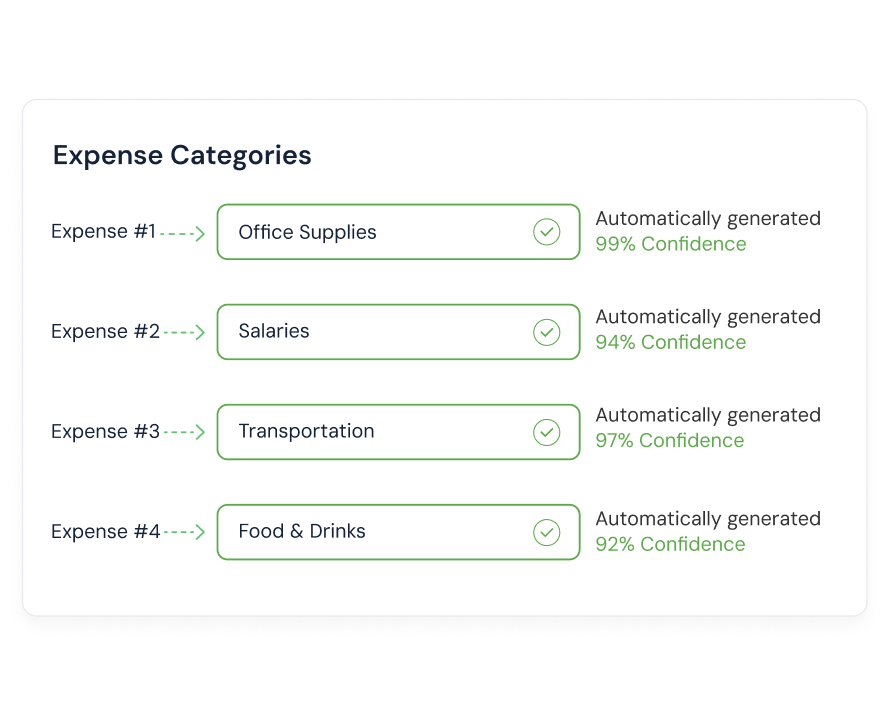 Expense Categories
Expense #1
Office Supplies
Automatically generated
99% Confidence
Expense #2
Salaries
Automatically generated
94% Confidence
Expense #3
Transportation
Automatically generated
97% Confidence
Expense #4
Food & Drinks
Automatically generated
92% Confidence